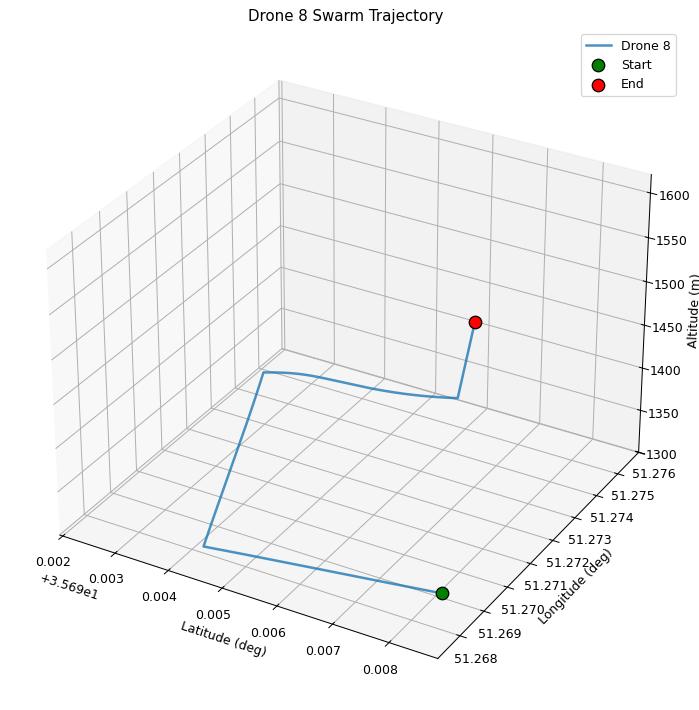 Drone 8 Swarm Trajectory
Drone 8
Start
End
1600
1550
1500
1450
1400
1350
1300
Altitude (m)
51.276
51.275
51.274
51.273
51.272
51.271
51.270
51.269
51.268
Longitude (deg)
0.002
0.003
0.004
0.005
0.006
0.007
0.008
+3.569e1
Latitude (deg)